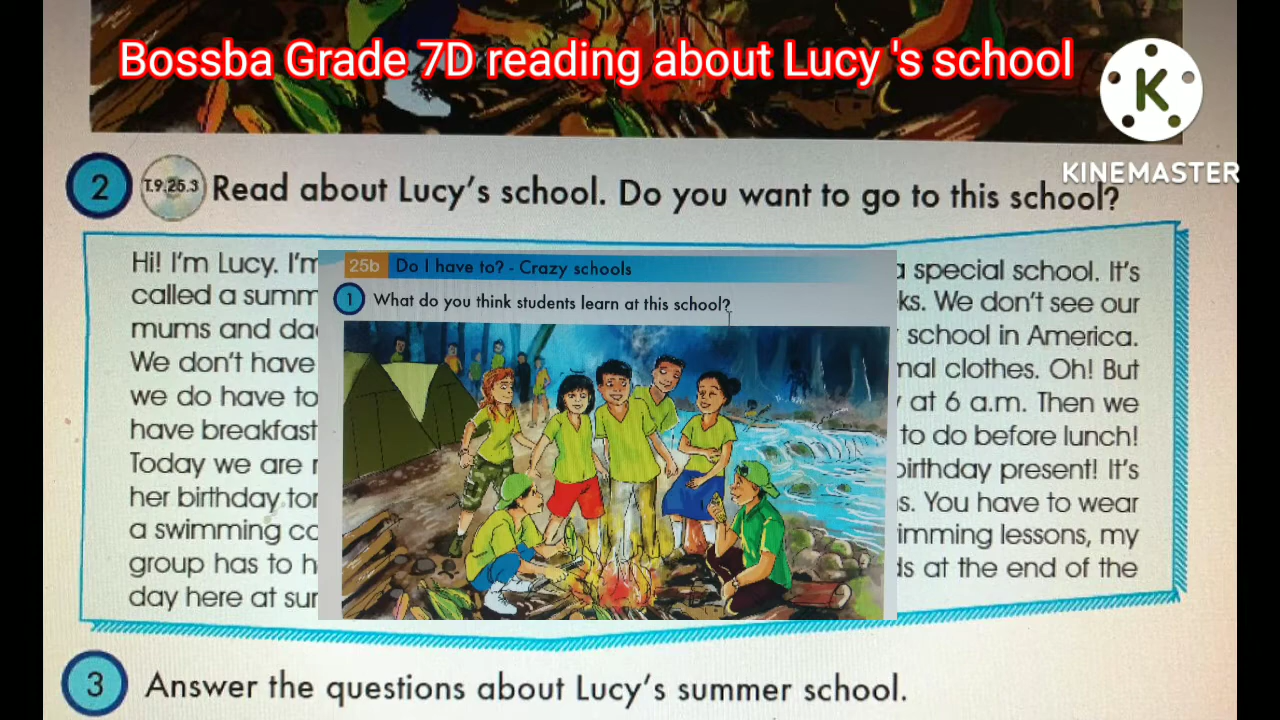 Bossba Grade 7D reading about Lucy 's school
K
KINEMASTER
2 T.9.25.3 Read about Lucy's school. Do you want to go to this school?
Hi! I'm Lucy. I'm special school. It's
called a summ ks. We don't see our
mums and da school in America.
We don't have nal clothes. Oh! But
we do have to at 6 a.m. Then we
have breakfast to do before lunch!
Today we are birthday present! It's
her birthday tor s. You have to wear
a swimming imming lessons, my
group has to h ds at the end of the
day here at sur
25b Do I have to? - Crazy schools
1 What do you think students learn at this school?
3 Answer the questions about Lucy's summer school.